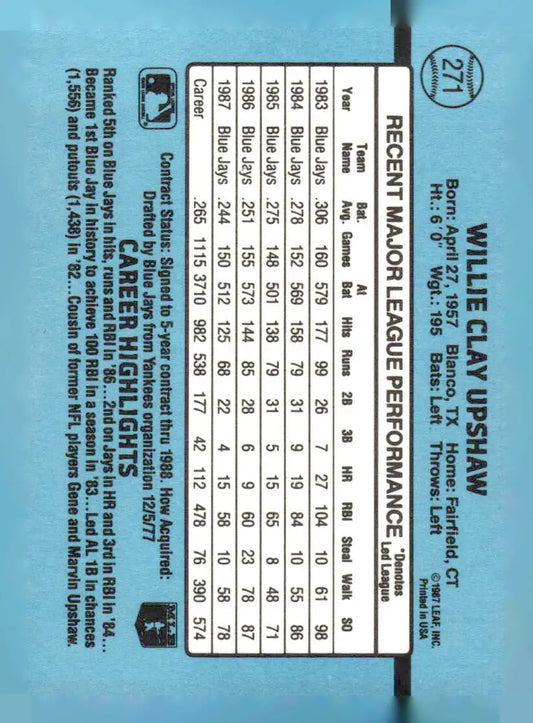 271
WILLIE CLAY UPSHAW
Born: April 27, 1957 Blanco, TX Home: Fairfield, CT
Ht.: 6'0" Wgt.: 195 Bats: Left Throws: Left
©1987 LEAF, INC.
Printed in USA
RECENT MAJOR LEAGUE PERFORMANCE
*Denotes
Led League
Year Team Name Bat. Avg. Games At Bat Hits Runs 2B 3B HR RBI Steal Walk SO
1983 Blue Jays .306 160 579 177 99 26 7 27 104 10 61 98
1984 Blue Jays .278 152 569 158 79 31 9 19 84 10 55 86
1985 Blue Jays .275 148 501 138 79 31 5 15 65 8 48 71
1986 Blue Jays .251 155 573 144 85 28 6 9 60 23 78 87
1987 Blue Jays .244 150 512 125 68 22 4 15 58 10 58 78
Career .265 1115 3710 982 538 177 42 112 478 76 390 574
Contract Status: Signed to 5-year contract thru 1988. How Acquired:
Drafted by Blue Jays from Yankees organization 12/5/77
MLBPA
CAREER HIGHLIGHTS
Ranked 5th on Blue Jays in hits, runs and RBI in '86...2nd on Jays in HR and 3rd in RBI in '84...
Became 1st Blue Jay in history to achieve 100 RBI in a season in '83...Led AL 1B in chances
(1,556) and putouts (1,438) in '82...Cousin of former NFL players Gene and Marvin Upshaw.